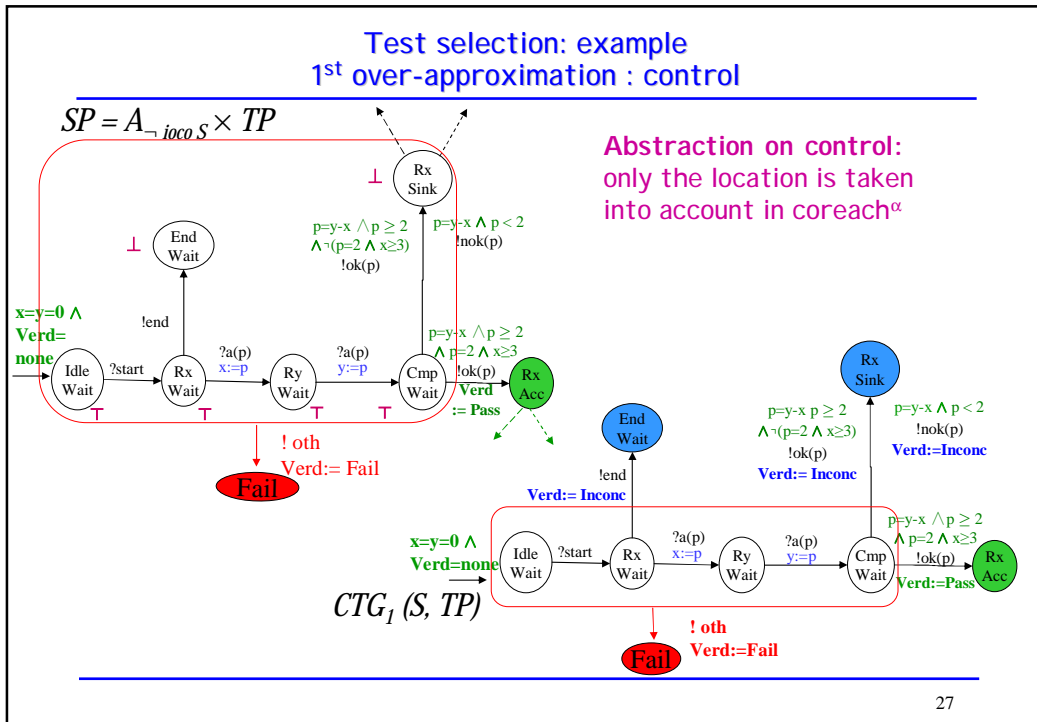 Test selection: example
1st over-approximation : control
SP = A¬ ioco S × TP
Abstraction on control:
only the location is taken
into account in coreachα
⊥
Rx
Sink
p=y-x ∧p ≥ 2
∧¬(p=2 ∧ x≥3)
!ok(p)
p=y-x ∧ p < 2
!nok(p)
⊥
End
Wait
!end
x=y=0 ∧
Verd=
none
Idle
Wait
?start
Rx
Wait
?a(p)
x:=p
Ry
Wait
?a(p)
y:=p
Cmp
Wait
p=y-x ∧p ≥ 2
∧ p=2 ∧ x≥3
!ok(p)
Verd
:= Pass
Rx
Acc
⊤
⊤
⊤
⊤
! oth
Verd:= Fail
Fail
Rx
Sink
p=y-x p ≥ 2
∧¬(p=2 ∧ x≥3)
!ok(p)
Verd:= Inconc
p=y-x ∧ p < 2
!nok(p)
Verd:=Inconc
End
Wait
!end
Verd:= Inconc
x=y=0 ∧
Verd=none
Idle
Wait
?start
Rx
Wait
?a(p)
x:=p
Ry
Wait
?a(p)
y:=p
Cmp
Wait
p=y-x ∧p ≥ 2
∧ p=2 ∧ x≥3
!ok(p)
Verd:=Pass
Rx
Acc
CTG1 (S, TP)
! oth
Verd:=Fail
Fail
27